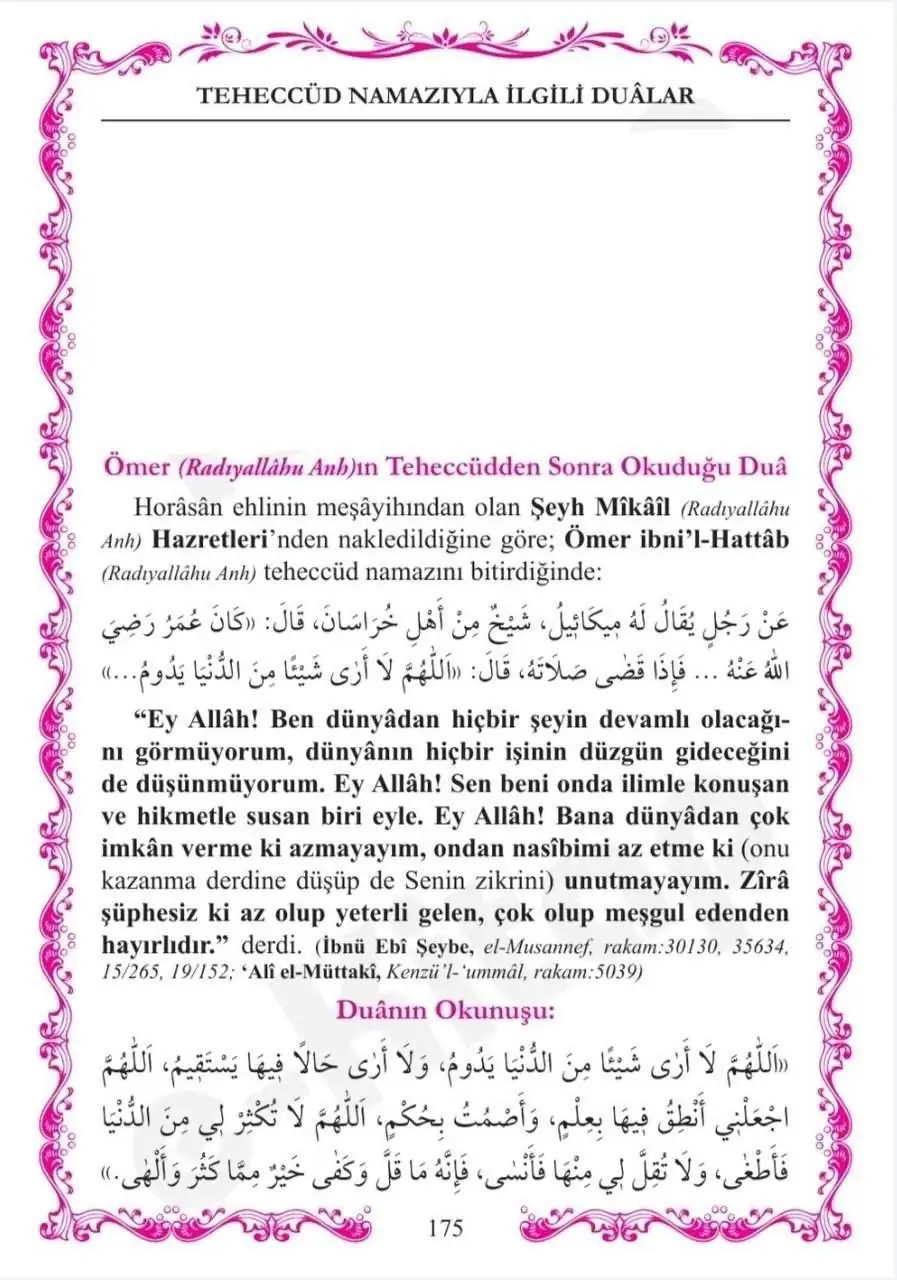 TEHECCÜD NAMAZIYLA İLGİLİ DUÂLAR
Ömer (Radıyallâhu Anh)ın Teheccüdden Sonra Okuduğu Duâ
Horâsân ehlinin meşâyihından olan Şeyh Mîkâîl (Radıyallâhu
Anh) Hazretleri’nden nakledildiğine göre; Ömer ibni’l-Hattâb
(Radıyallâhu Anh) teheccüd namazını bitirdiğinde:
عَنْ رَجُلٍ يُقَالُ لَهُ مِيكَائِيلُ، شَيْخٌ مِنْ أَهْلِ خُرَاسَانَ، قَالَ: «كَانَ عُمَرُ رَضِيَ
اللهُ عَنْهُ ... فَإِذَا قَضٰى صَلَاتَهُ، قَالَ: «اَللّٰهُمَّ لَا أَرٰى شَيْئًا مِنَ الدُّنْيَا يَدُومُ...»
“Ey Allâh! Ben dünyâdan hiçbir şeyin devamlı olacağı-
nı görmüyorum, dünyânın hiçbir işinin düzgün gideceğini
de düşünmüyorum. Ey Allâh! Sen beni onda ilimle konuşan
ve hikmetle susan biri eyle. Ey Allâh! Bana dünyâdan çok
imkân verme ki azmayayım, ondan nasîbimi az etme ki (onu
kazanma derdine düşüp de Senin zikrini) unutmayayım. Zîrâ
şüphesiz ki az olup yeterli gelen, çok olup meşgul edenden
hayırlıdır.” derdi. (İbnü Ebî Şeybe, el-Musannef, rakam:30130, 35634,
15/265, 19/152; ‘Alî el-Müttakî, Kenzü’l-‘ummâl, rakam:5039)
Duânın Okunuşu:
«اَللّٰهُمَّ لَا أَرٰى شَيْئًا مِنَ الدُّنْيَا يَدُومُ، وَلَا أَرٰى حَالًا فِيهَا يَسْتَقِيمُ، اَللّٰهُمَّ
اجْعَلْنِي أَنْطِقُ فِيهَا بِعِلْمٍ، وَأَصْمُتُ بِحُكْمٍ، اَللّٰهُمَّ لَا تُكْثِرْ لِي مِنَ الدُّنْيَا
فَأَطْغٰى، وَلَا تُقِلَّ لِي مِنْهَا فَأَنْسٰى، فَإِنَّهُ مَا قَلَّ وَكَفٰى خَيْرٌ مِمَّا كَثُرَ وَأَلْهٰى.»
175